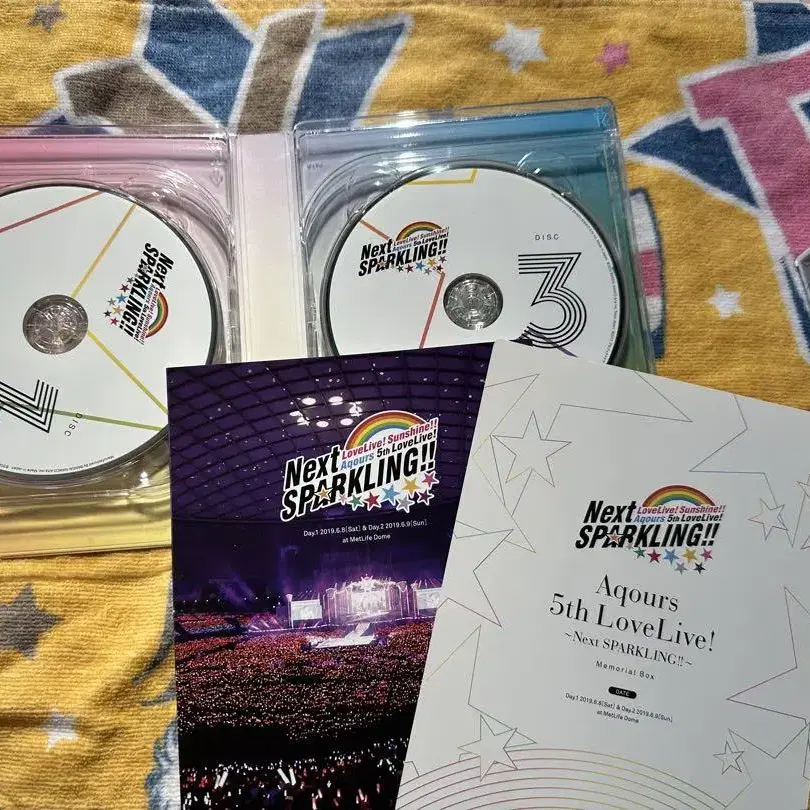 Next
LoveLive! Sunshine!!
Aqours 5th LoveLive!
SPARKLING!!
DISC
Next
LoveLive! Sunshine!!
Aqours 5th LoveLive!
SPARKLING!!
DISC
3
Next
LoveLive! Sunshine!!
Aqours 5th LoveLive!
SPARKLING!!
Day.1 2019.6.8[Sat] & Day.2 2019.6.9[Sun]
at MetLife Dome
Next
LoveLive! Sunshine!!
Aqours 5th LoveLive!
SPARKLING!!
Aqours
5th LoveLive!
~Next SPARKLING!!~
Memorial Box
DATE
Day.1 2019.6.8[Sat] & Day.2 2019.6.9[Sun]
at MetLife Dome